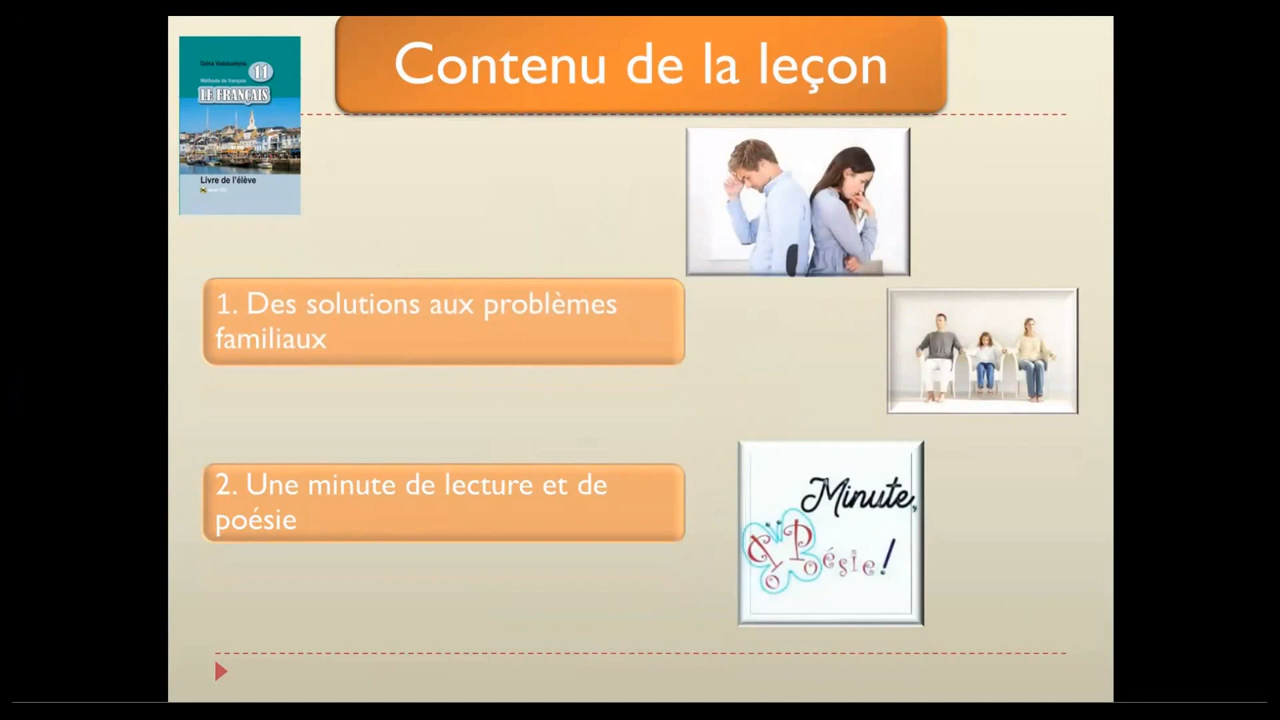 Contenu de la leçon
11
Méthode de français
LE FRANÇAIS
Livre de l'élève
1. Des solutions aux problèmes
familiaux
2. Une minute de lecture et de
poésie
Minute,
Poésie!